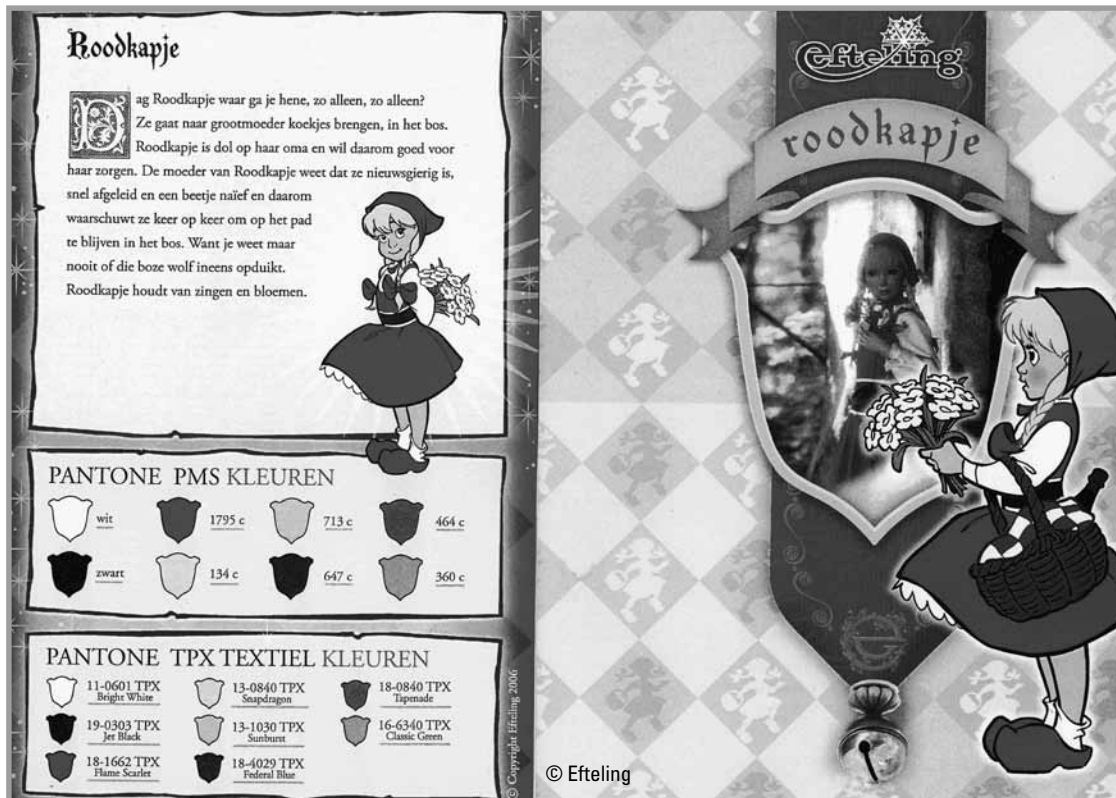 Roodkapje
Dag Roodkapje waar ga je hene, zo alleen, zo alleen?
Ze gaat naar grootmoeder koekjes brengen, in het bos.
Roodkapje is dol op haar oma en wil daarom goed voor
haar zorgen. De moeder van Roodkapje weet dat ze nieuwsgierig is,
snel afgeleid en een beetje naïef en daarom
waarschuwt ze keer op keer om op het pad
te blijven in het bos. Want je weet maar
nooit of die boze wolf ineens opduikt.
Roodkapje houdt van zingen en bloemen.
PANTONE PMS KLEUREN
wit 1795 c 713 c 464 c
zwart 134 c 647 c 360 c
PANTONE TPX TEXTIEL KLEUREN
11-0601 TPX 13-0840 TPX 18-0840 TPX
Bright White Snapdragon Tapenade
19-0303 TPX 13-1030 TPX 16-6340 TPX
Jet Black Sunburst Classic Green
18-1662 TPX 18-4029 TPX
Flame Scarlet Federal Blue
© Copyright Efteling 2006
Efteling
roodkapje
© Efteling